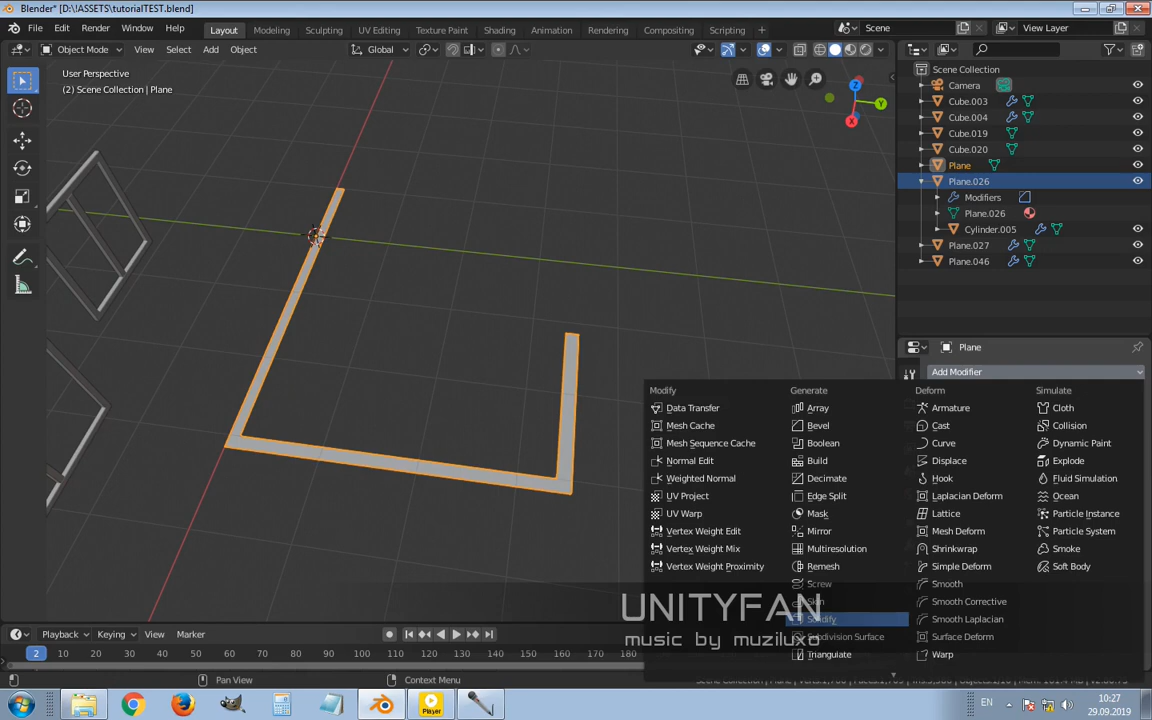 Blender* [D:\!ASSETS\tutorialTEST.blend]
File Edit Render Window Help Layout Modeling Sculpting UV Editing Texture Paint Shading Animation Rendering Compositing Scripting Scene View Layer
Object Mode View Select Add Object Global
User Perspective
(2) Scene Collection | Plane
Scene Collection
Camera
Cube.003
Cube.004
Cube.019
Cube.020
Plane
Plane.026
Modifiers
Plane.026
Cylinder.005
Plane.027
Plane.046
Plane
Add Modifier
Modify Generate Deform Simulate
Data Transfer Array Armature Cloth
Mesh Cache Bevel Cast Collision
Mesh Sequence Cache Boolean Curve Dynamic Paint
Normal Edit Build Displace Explode
Weighted Normal Decimate Hook Fluid Simulation
UV Project Edge Split Laplacian Deform Ocean
UV Warp Mask Lattice Particle Instance
Vertex Weight Edit Mirror Mesh Deform Particle System
Vertex Weight Mix Multiresolution Shrinkwrap Smoke
Vertex Weight Proximity Remesh Simple Deform Soft Body
Screw Smooth
Skin Smooth Corrective
Solidify Smooth Laplacian
Subdivision Surface Surface Deform
Triangulate Warp
UNITYFAN
music by muziluxo
Playback Keying View Marker
2 10 20 30 40 50 60 70 80 90 100 110 120 130 140 150 160 170 180
Pan View Context Menu
Player
EN 10:27
29.09.2019